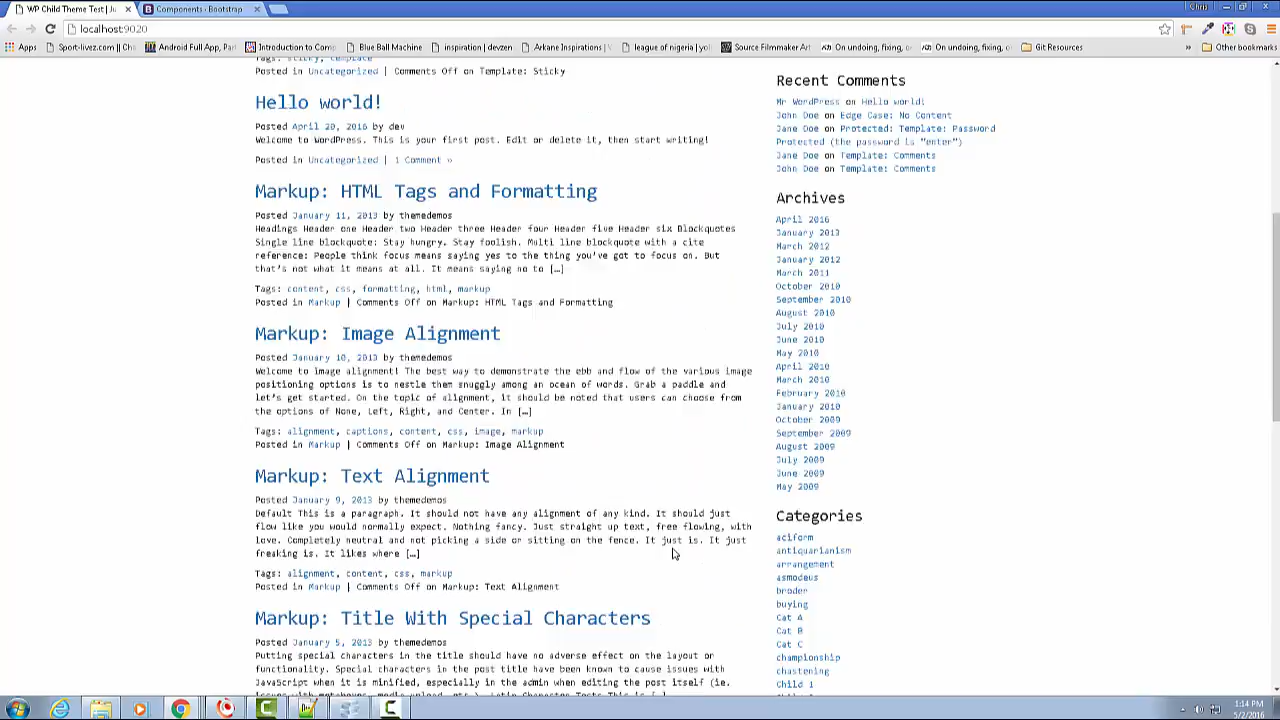 WP Child Theme Test | Ju
Components · Bootstrap
Chris
localhost:9020
Apps
Sport-livez.com || Ch
Android Full App, Part
Introduction to Comp
Blue Ball Machine
inspiration | devzen
Arkane Inspirations
league of nigeria | yo
Source Filmmaker Art
On undoing, fixing, o
On undoing, fixing, o
Git Resources
»
Other bookmarks
Tags: sticky, template
Posted in Uncategorized | Comments Off on Template: Sticky
Hello world!
Posted April 20, 2016 by dev
Welcome to WordPress. This is your first post. Edit or delete it, then start writing!
Posted in Uncategorized | 1 Comment »
Markup: HTML Tags and Formatting
Posted January 11, 2013 by themedemos
Headings Header one Header two Header three Header four Header five Header six Blockquotes
Single line blockquote: Stay hungry. Stay foolish. Multi line blockquote with a cite
reference: People think focus means saying yes to the thing you've got to focus on. But
that's not what it means at all. It means saying no to […]
Tags: content, css, formatting, html, markup
Posted in Markup | Comments Off on Markup: HTML Tags and Formatting
Markup: Image Alignment
Posted January 10, 2013 by themedemos
Welcome to image alignment! The best way to demonstrate the ebb and flow of the various image
positioning options is to nestle them snuggly among an ocean of words. Grab a paddle and
let's get started. On the topic of alignment, it should be noted that users can choose from
the options of None, Left, Right, and Center. In […]
Tags: alignment, captions, content, css, image, markup
Posted in Markup | Comments Off on Markup: Image Alignment
Markup: Text Alignment
Posted January 9, 2013 by themedemos
Default This is a paragraph. It should not have any alignment of any kind. It should just
flow like you would normally expect. Nothing fancy. Just straight up text, free flowing, with
love. Completely neutral and not picking a side or sitting on the fence. It just is. It just
freaking is. It likes where […]
Tags: alignment, content, css, markup
Posted in Markup | Comments Off on Markup: Text Alignment
Markup: Title With Special Characters
Posted January 5, 2013 by themedemos
Putting special characters in the title should have no adverse effect on the layout or
functionality. Special characters in the post title have been known to cause issues with
JavaScript when it is minified, especially in the admin when editing the post itself (ie.
issues with metaboxes, media upload, etc.). Latin Character Tests This is […]
Recent Comments
Mr WordPress on Hello world!
John Doe on Edge Case: No Content
Jane Doe on Protected: Template: Password
Protected (the password is "enter")
Jane Doe on Template: Comments
John Doe on Template: Comments
Archives
April 2016
January 2013
March 2012
January 2012
March 2011
October 2010
September 2010
August 2010
July 2010
June 2010
May 2010
April 2010
March 2010
February 2010
January 2010
October 2009
September 2009
August 2009
July 2009
June 2009
May 2009
Categories
aciform
antiquarianism
arrangement
asmodeus
broder
buying
Cat A
Cat B
Cat C
championship
chastening
Child 1
1:14 PM
5/2/2016